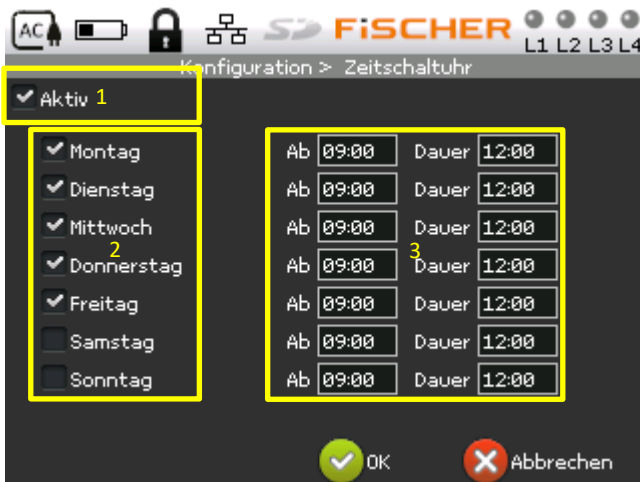 AC SD FiSCHER L1 L2 L3 L4
Konfiguration > Zeitschaltuhr
Aktiv 1
Montag Ab 09:00 Dauer 12:00
Dienstag Ab 09:00 Dauer 12:00
Mittwoch Ab 09:00 Dauer 12:00
2 3
Donnerstag Ab 09:00 Dauer 12:00
Freitag Ab 09:00 Dauer 12:00
Samstag Ab 09:00 Dauer 12:00
Sonntag Ab 09:00 Dauer 12:00
OK Abbrechen